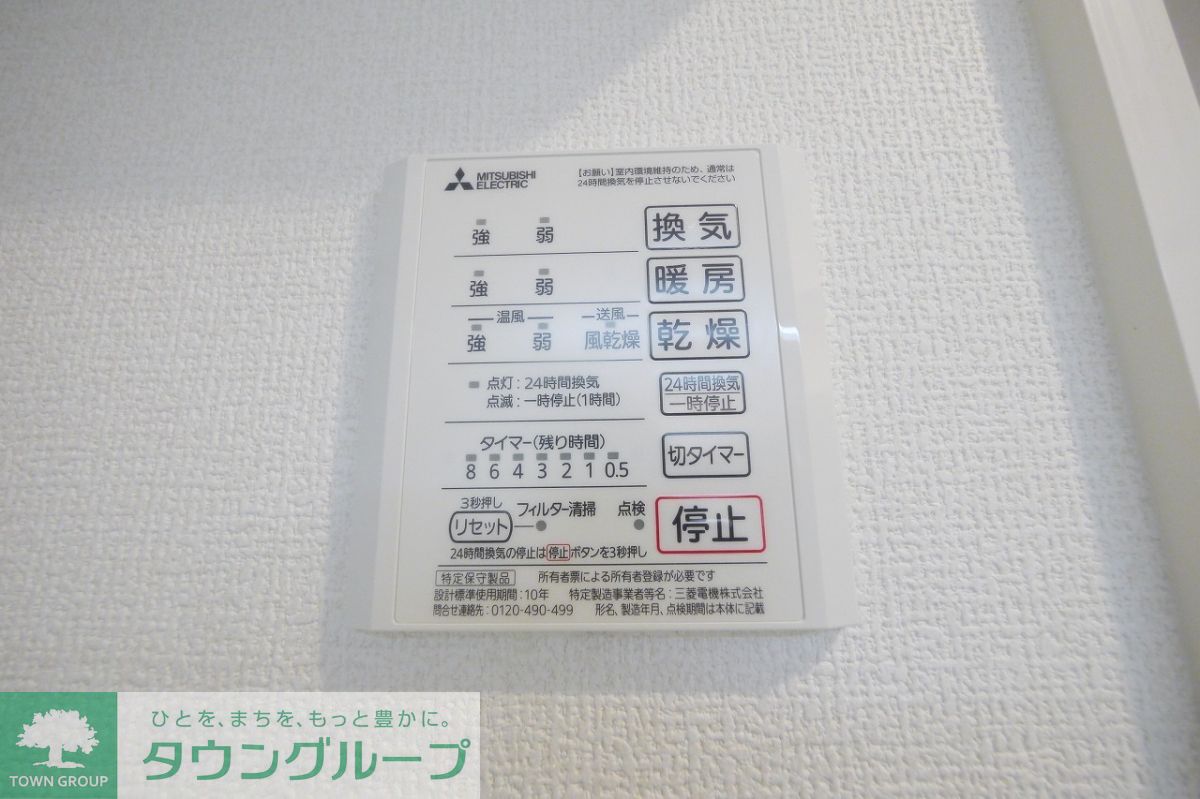 MITSUBISHI
ELECTRIC
【お願い】室内環境維持のため、通常は
24時間換気を停止させないでください
強 弱 換気
強 弱 暖房
温風 送風
強 弱 風乾燥 乾燥
点灯:24時間換気
点滅:一時停止(1時間)
24時間換気
一時停止
タイマー(残り時間)
8 6 4 3 2 1 0.5
切タイマー
3秒押し
リセット フィルター清掃 点検
停止
24時間換気の停止は停止ボタンを3秒押し
特定保守製品 所有者票による所有者登録が必要です
設計標準使用期間:10年 特定製造事業者等名:三菱電機株式会社
問合せ連絡先:0120-490-499 形名、製造年月、点検期間は本体に記載
ひとを、まちを、もっと豊かに。
タウングループ
TOWN GROUP